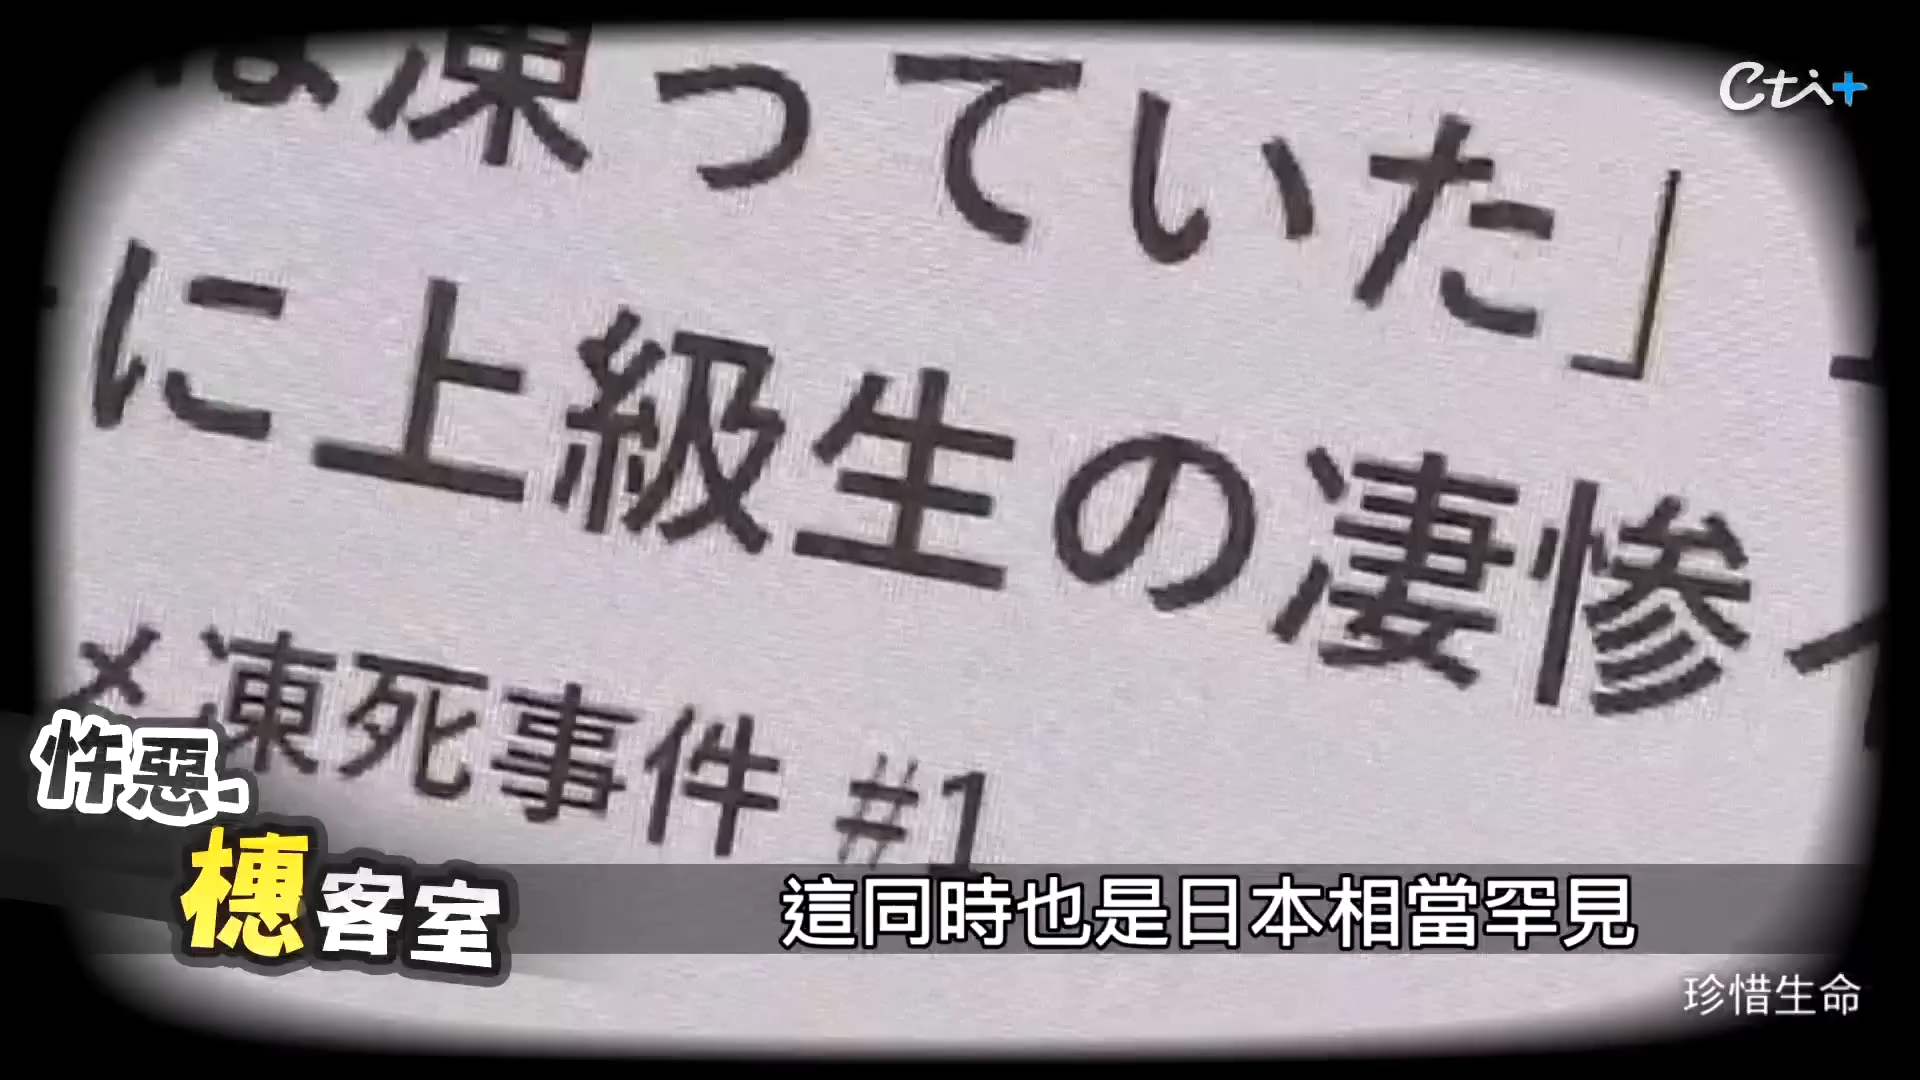 Cti+
は凍っていた」
に上級生の凄惨
凍死事件 #1
忤惡-
橞客室
這同時也是日本相當罕見
珍惜生命